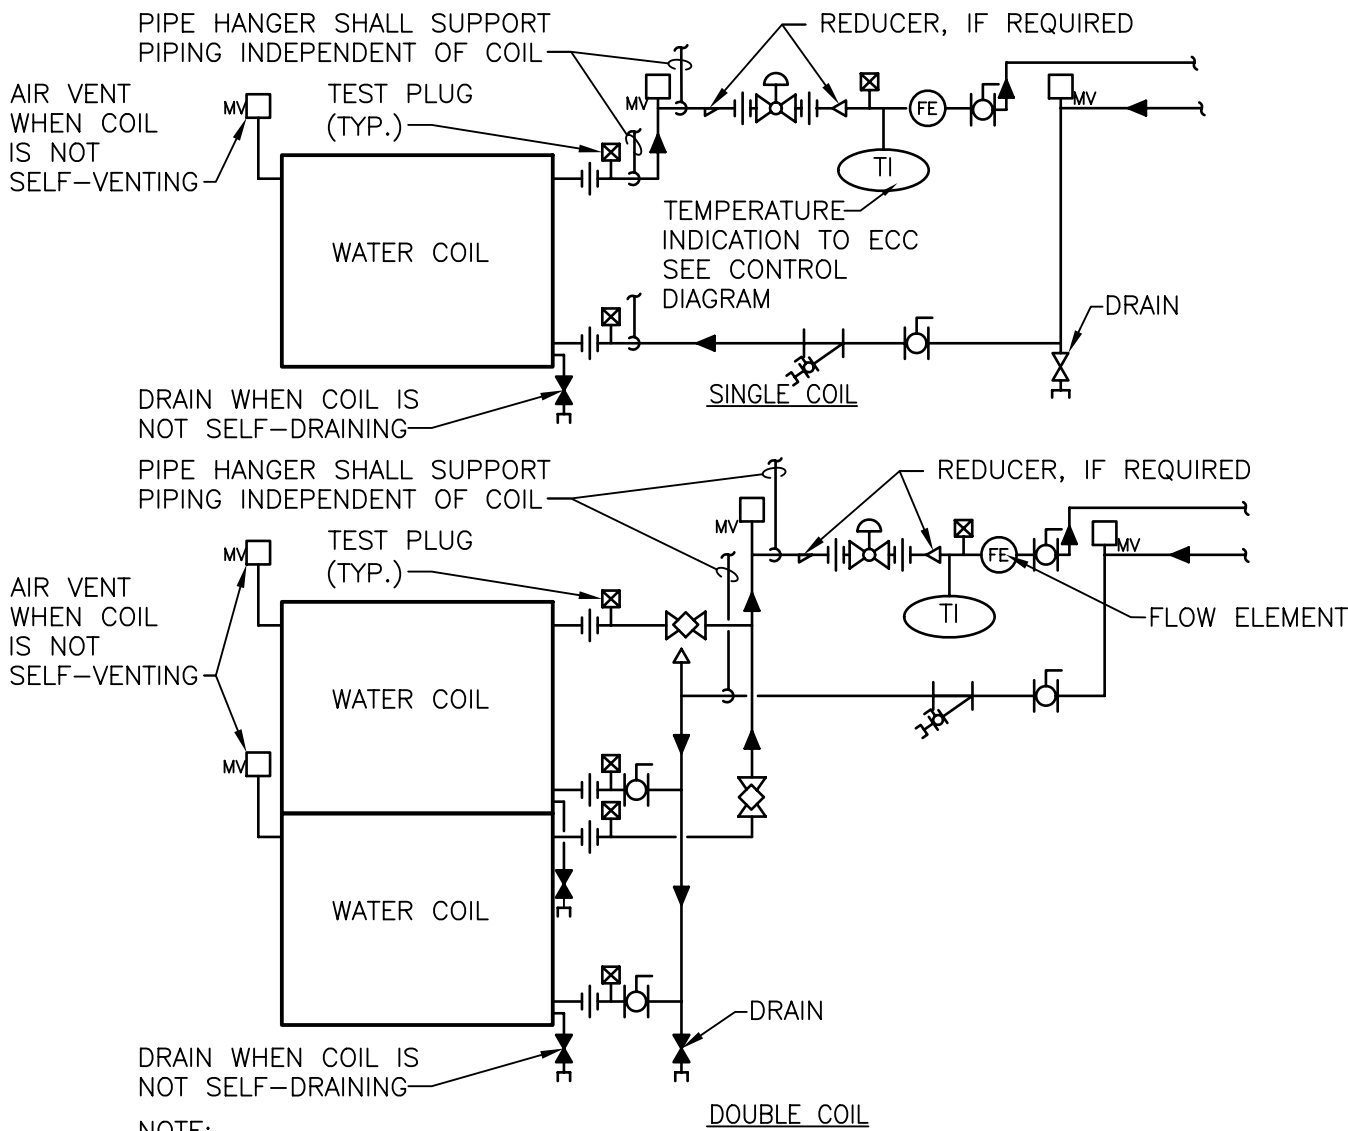 PIPE HANGER SHALL SUPPORT
PIPING INDEPENDENT OF COIL
REDUCER, IF REQUIRED
AIR VENT
WHEN COIL
IS NOT
SELF-VENTING
MV
TEST PLUG
(TYP.)
MV
FE
MV
TI
WATER COIL
TEMPERATURE
INDICATION TO ECC
SEE CONTROL
DIAGRAM
DRAIN
DRAIN WHEN COIL IS
NOT SELF-DRAINING
SINGLE COIL
PIPE HANGER SHALL SUPPORT
PIPING INDEPENDENT OF COIL
REDUCER, IF REQUIRED
AIR VENT
WHEN COIL
IS NOT
SELF-VENTING
MV
TEST PLUG
(TYP.)
MV
FE
MV
TI
FLOW ELEMENT
WATER COIL
MV
WATER COIL
DRAIN
DRAIN WHEN COIL IS
NOT SELF-DRAINING
DOUBLE COIL
NOTE: